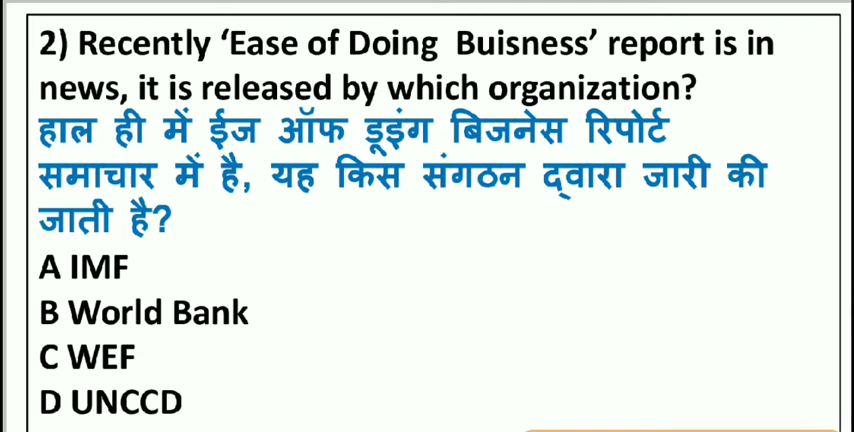 2) Recently ‘Ease of Doing Buisness’ report is in
news, it is released by which organization?
हाल ही में ईज ऑफ डूइंग बिजनेस रिपोर्ट
समाचार में है, यह किस संगठन द्वारा जारी की
जाती है?
A IMF
B World Bank
C WEF
D UNCCD